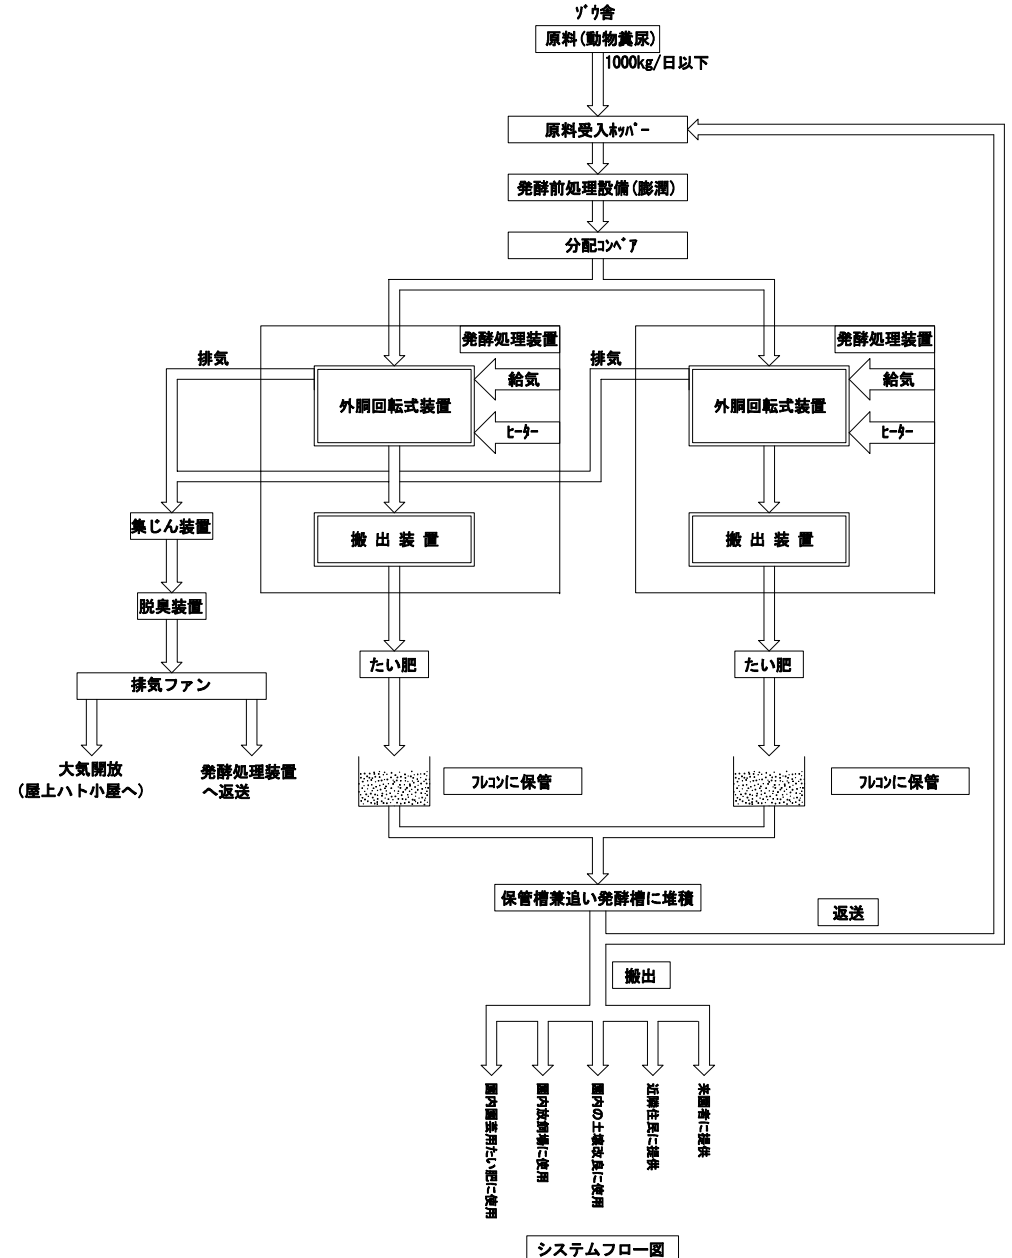 ｿﾞｳ舎
原料(動物糞尿)
1000kg/日以下
原料受入ﾎｯﾊﾟｰ
発酵前処理設備(膨潤)
分配ｺﾝﾍﾞｱ
発酵処理装置
発酵処理装置
排気
排気
給気
給気
外胴回転式装置
外胴回転式装置
ﾋｰﾀｰ
ﾋｰﾀｰ
集じん装置
搬 出 装 置
搬 出 装 置
脱臭装置
たい肥
たい肥
排気ファン
大気開放
(屋上ハト小屋へ)
発酵処理装置
へ返送
ﾌﾚｺﾝに保管
ﾌﾚｺﾝに保管
保管槽兼追い発酵槽に堆積
返送
搬出
園内園芸用たい肥に使用
園内放飼場に使用
園内の土壌改良に使用
近隣住民に提供
来園者に提供
システムフロー図